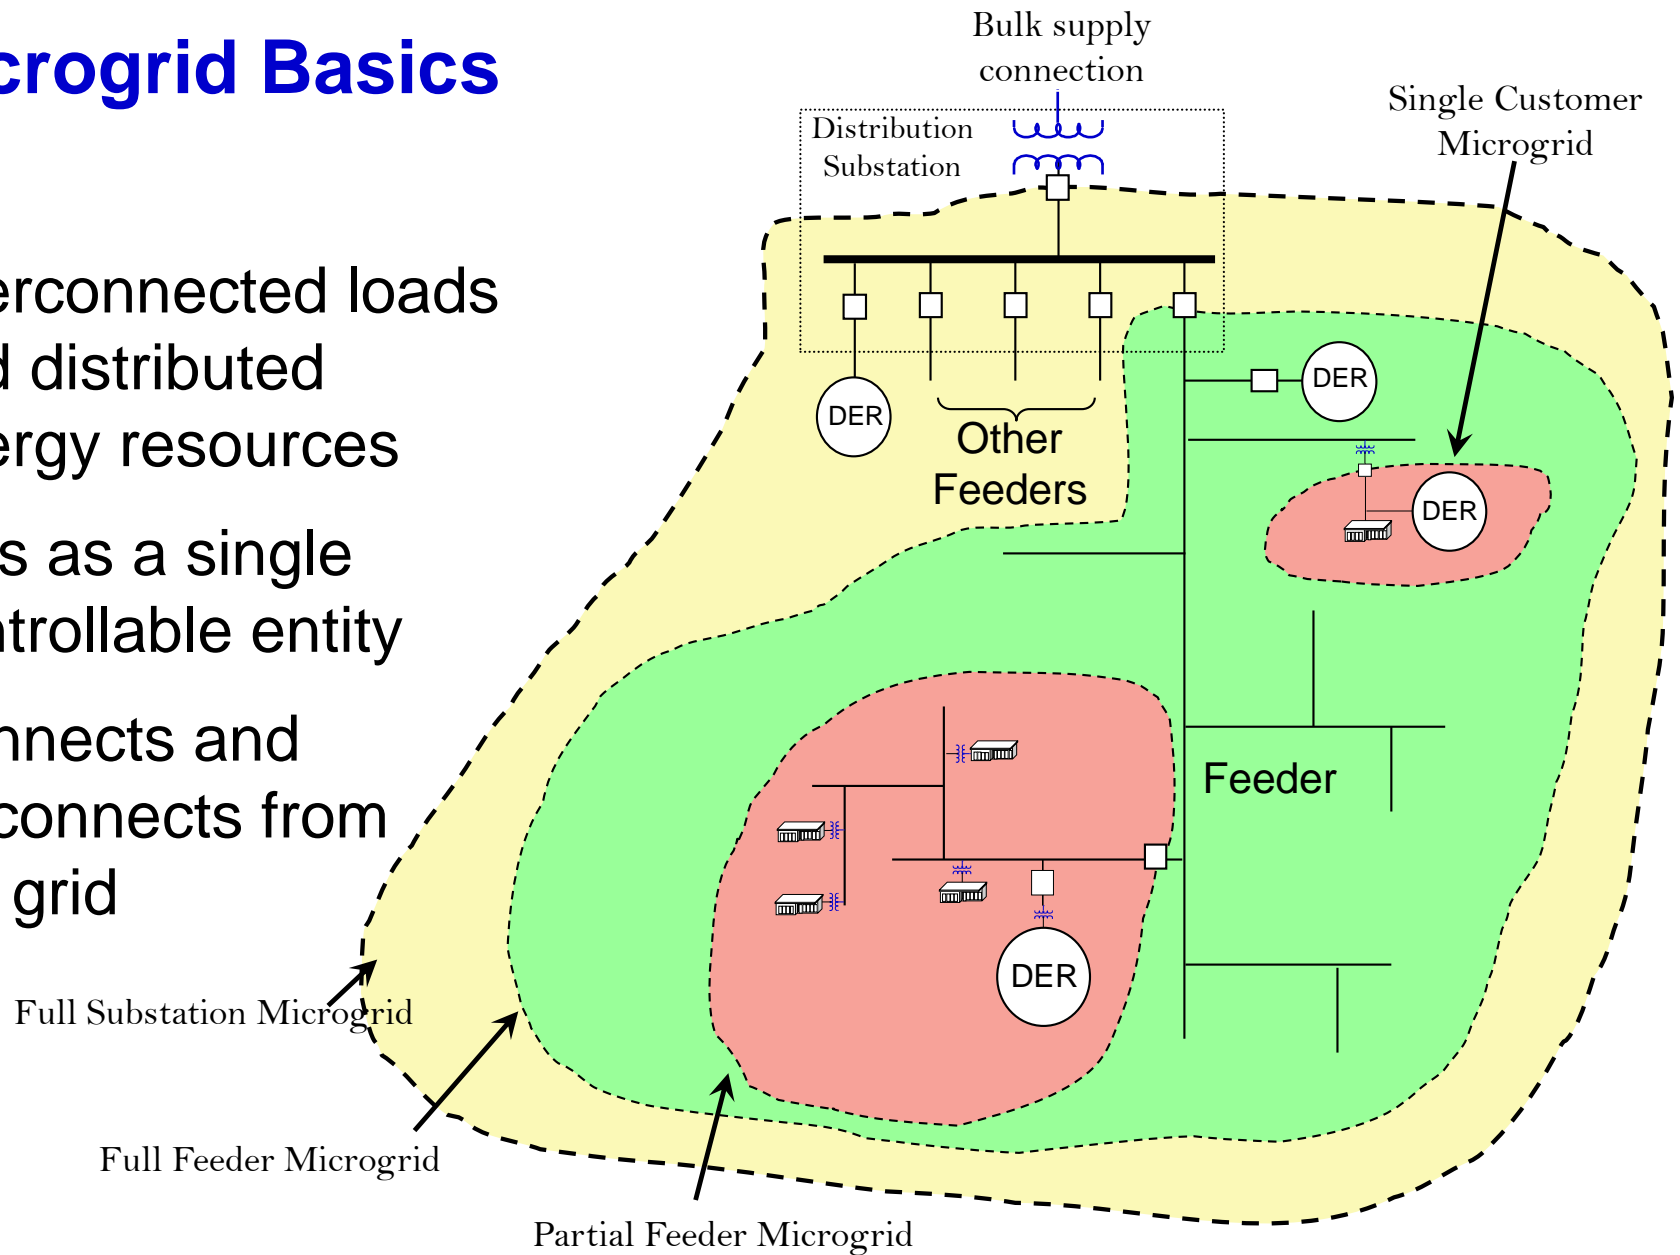 crogrid Basics
erconnected loads
d distributed
ergy resources
s as a single
ntrollable entity
nnects and
connects from
grid
Bulk supply
connection
Distribution
Substation
Single Customer
Microgrid
DER
DER
Other
Feeders
DER
Feeder
DER
Full Substation Microgrid
Full Feeder Microgrid
Partial Feeder Microgrid